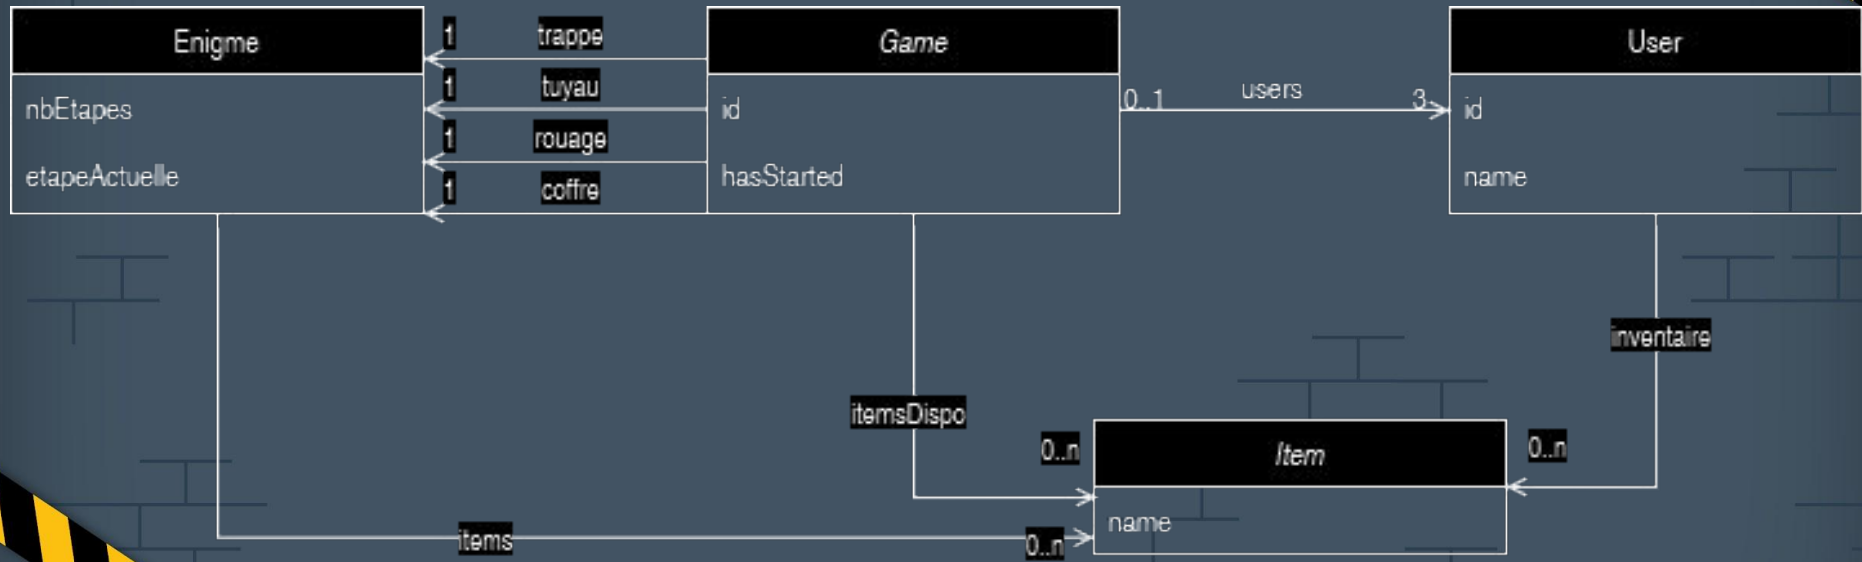 Enigme
nbEtapes
etapeActuelle
1 trappe
1 tuyau
1 rouage
1 coffre
Game
id
hasStarted
0..1 users 3
User
id
name
inventaire
itemsDispo
0..n
0..n
Item
name
items
0..n